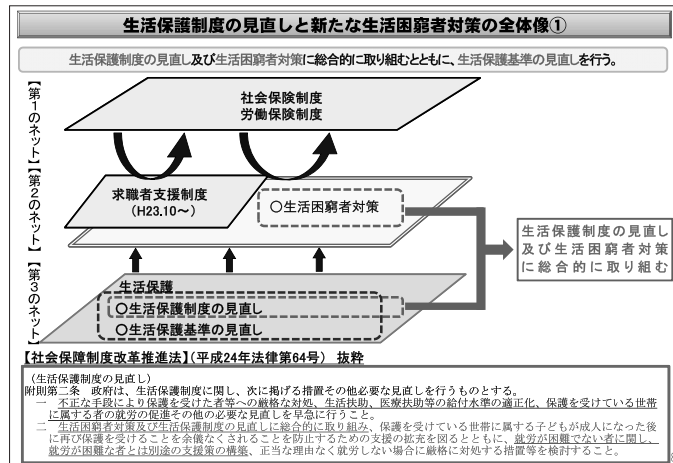 生活保護制度の見直しと新たな生活困窮者対策の全体像①
生活保護制度の見直し及び生活困窮者対策に総合的に取り組むとともに、生活保護基準の見直しを行う。
【第1のネット】
社会保険制度
労働保険制度
【第2のネット】
求職者支援制度
(H23.10〜)
〇生活困窮者対策
生活保護制度の見直し
及び生活困窮者対策
に総合的に取り組む
【第3のネット】
生活保護
〇生活保護制度の見直し
〇生活保護基準の見直し
【社会保障制度改革推進法】(平成24年法律第64号) 抜粋
(生活保護制度の見直し)
附則第二条 政府は、生活保護制度に関し、次に掲げる措置その他必要な見直しを行うものとする。
一 不正な手段により保護を受けた者等への厳格な対処、生活扶助、医療扶助等の給付水準の適正化、保護を受けている世帯
に属する者の就労の促進その他の必要な見直しを早急に行うこと。
二 生活困窮者対策及び生活保護制度の見直しに総合的に取り組み、保護を受けている世帯に属する子どもが成人になった後
に再び保護を受けることを余儀なくされることを防止するための支援の拡充を図るとともに、就労が困難でない者に関し、
就労が困難な者とは別途の支援策の構築、正当な理由なく就労しない場合に厳格に対処する措置等を検討すること。